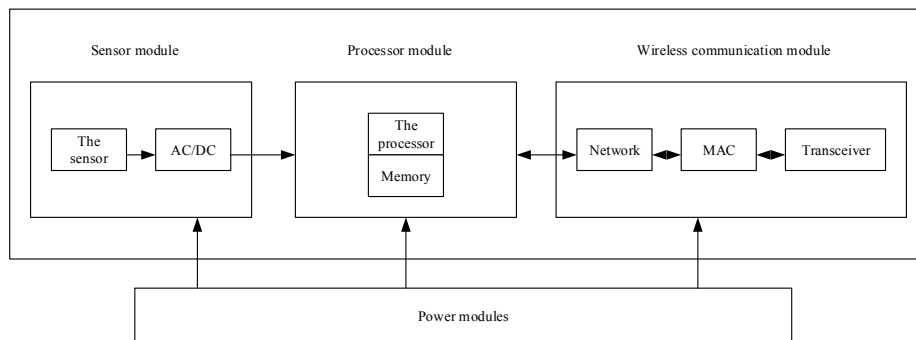 Sensor module
Processor module
Wireless communication module
The
sensor
AC/DC
The
processor
Memory
Network
MAC
Transceiver
Power modules